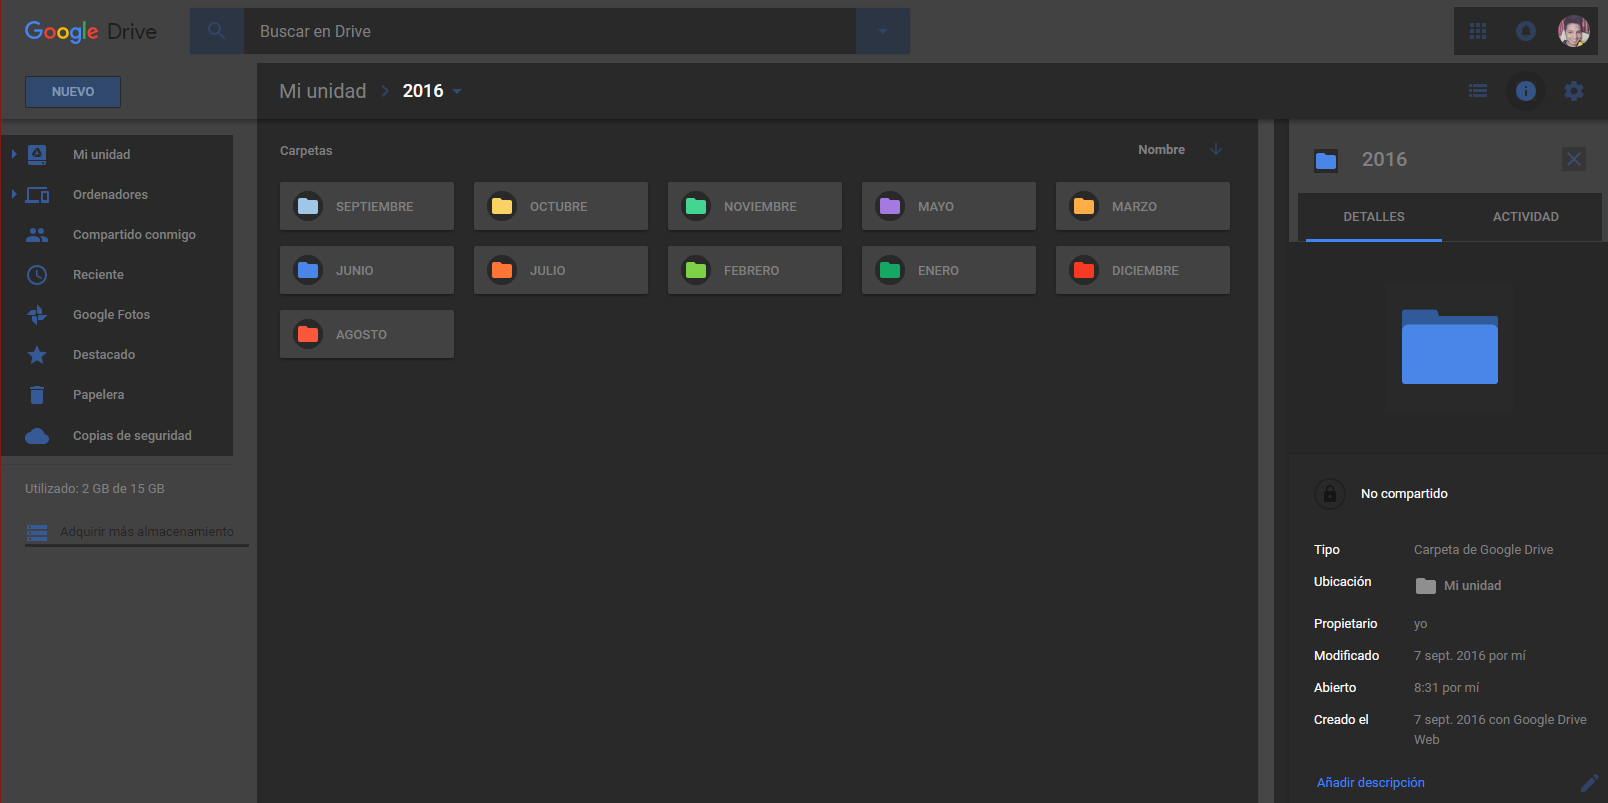 Google Drive
Buscar en Drive
NUEVO
Mi unidad
2016
Mi unidad
Ordenadores
Compartido conmigo
Reciente
Google Fotos
Destacado
Papelera
Copias de seguridad
Utilizado: 2 GB de 15 GB
Adquirir más almacenamiento
Carpetas
Nombre
SEPTIEMBRE
OCTUBRE
NOVIEMBRE
MAYO
MARZO
JUNIO
JULIO
FEBRERO
ENERO
DICIEMBRE
AGOSTO
2016
DETALLES
ACTIVIDAD
No compartido
Tipo
Carpeta de Google Drive
Ubicación
Mi unidad
Propietario
yo
Modificado
7 sept. 2016 por mí
Abierto
8:31 por mí
Creado el
7 sept. 2016 con Google Drive
Web
Añadir descripción